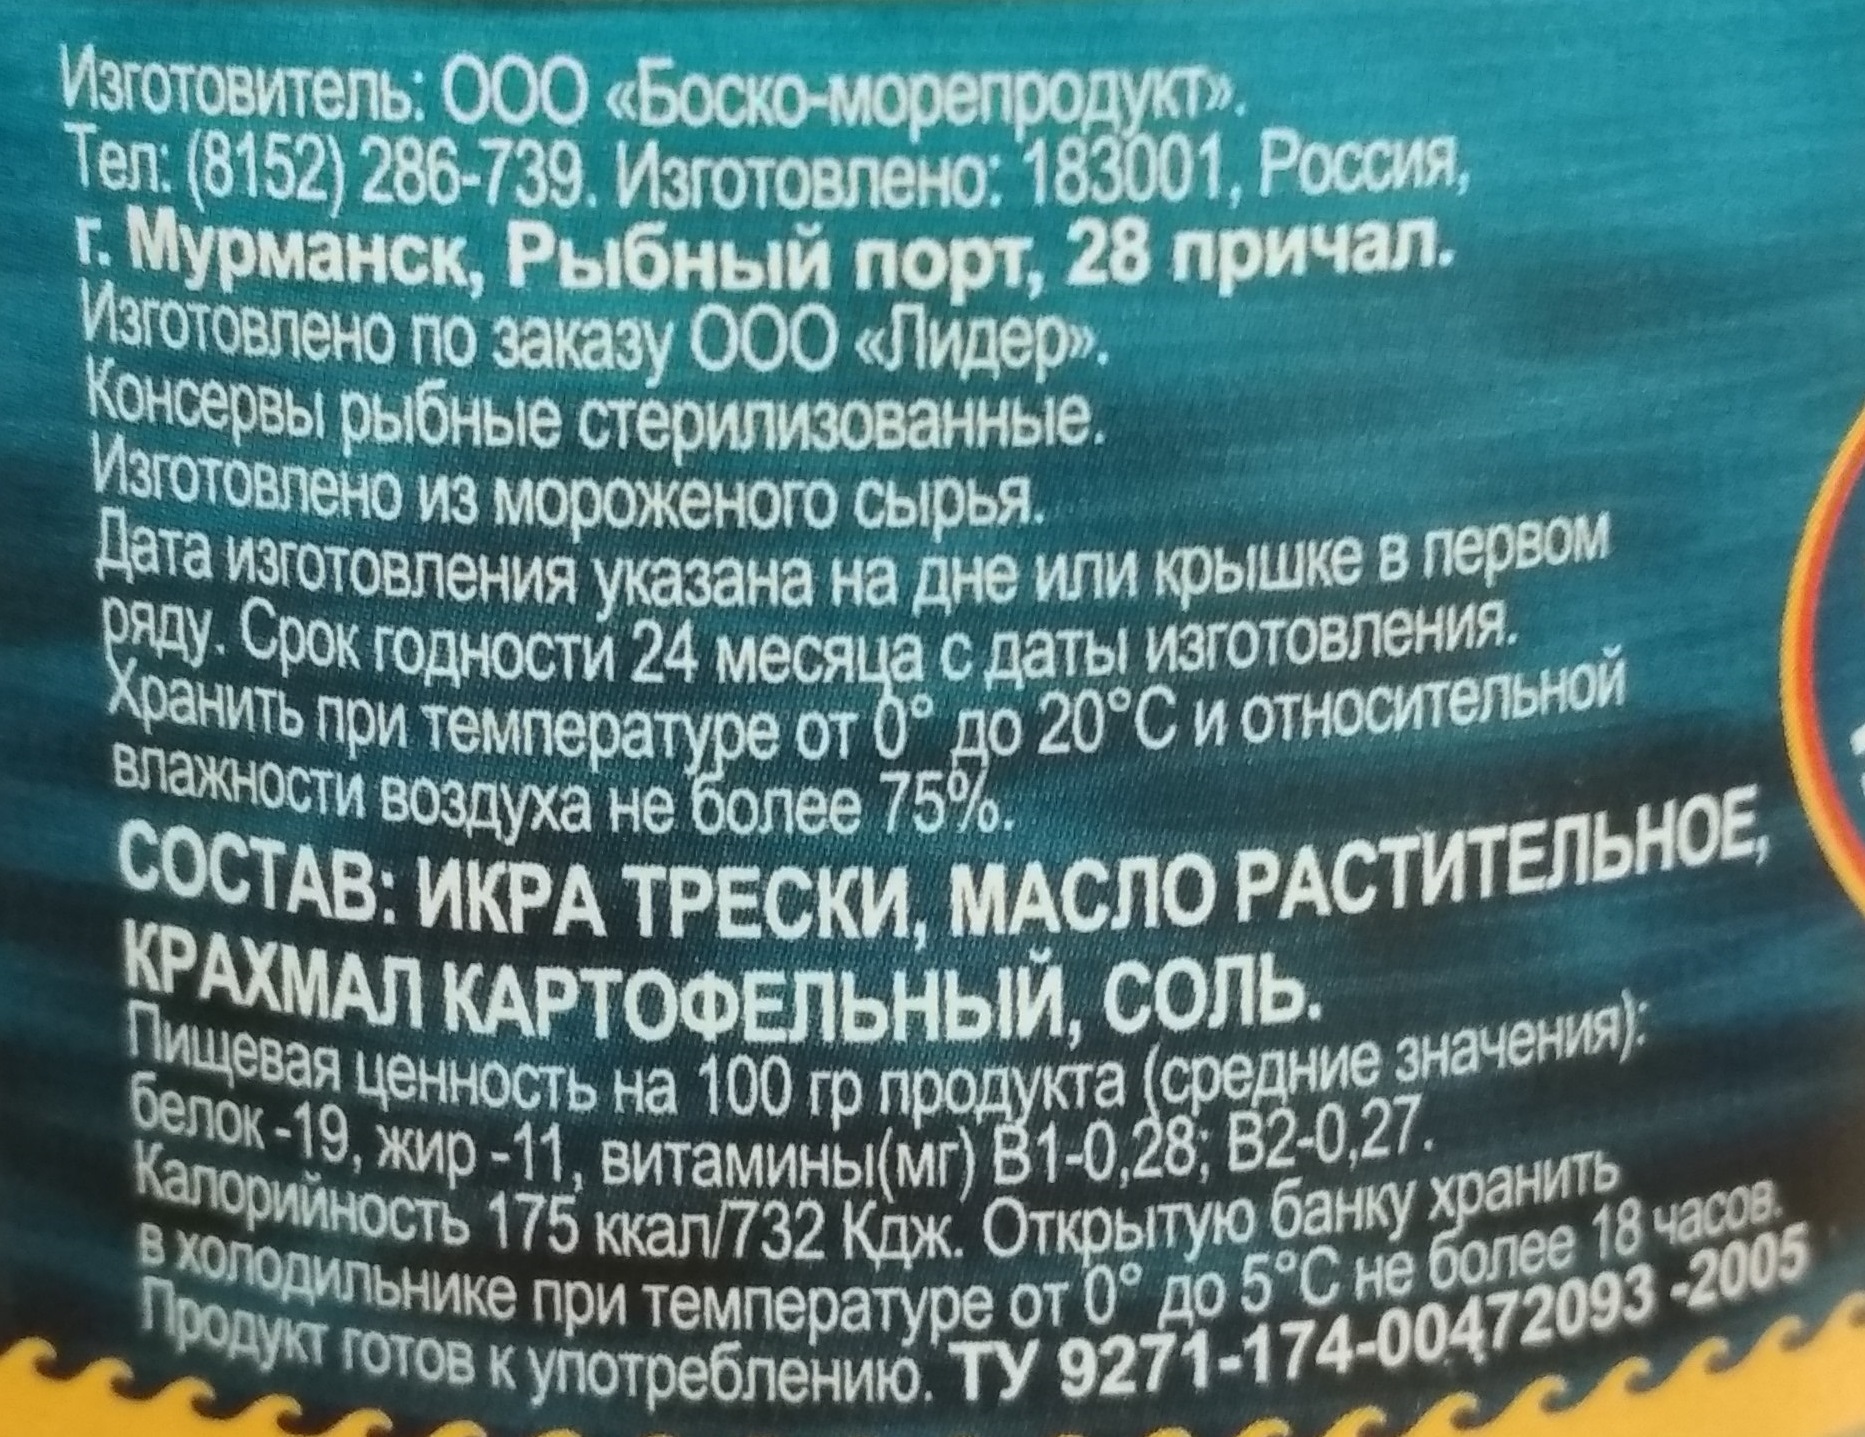 Изготовитель: ООО «Боско-морепродукт».
Тел: (8152) 286-739. Изготовлено: 183001, Россия,
г. Мурманск, Рыбный порт, 28 причал.
Изготовлено по заказу ООО «Лидер».
Консервы рыбные стерилизованные.
Изготовлено из мороженого сырья.
Дата изготовления указана на дне или крышке в первом
ряду. Срок годности 24 месяца с даты изготовления.
Хранить при температуре от 0° до 20°С и относительной
влажности воздуха не более 75%.
СОСТАВ: ИКРА ТРЕСКИ, МАСЛО РАСТИТЕЛЬНОЕ,
КРАХМАЛ КАРТОФЕЛЬНЫЙ, СОЛЬ.
Пищевая ценность на 100 гр продукта (средние значения):
белок -19, жир -11, витамины(мг) В1-0,28; В2-0,27.
Калорийность 175 ккал/732 Кдж. Открытую банку хранить
в холодильнике при температуре от 0° до 5°С не более 18 часов.
Продукт готов к употреблению. ТУ 9271-174-00472093 -2005